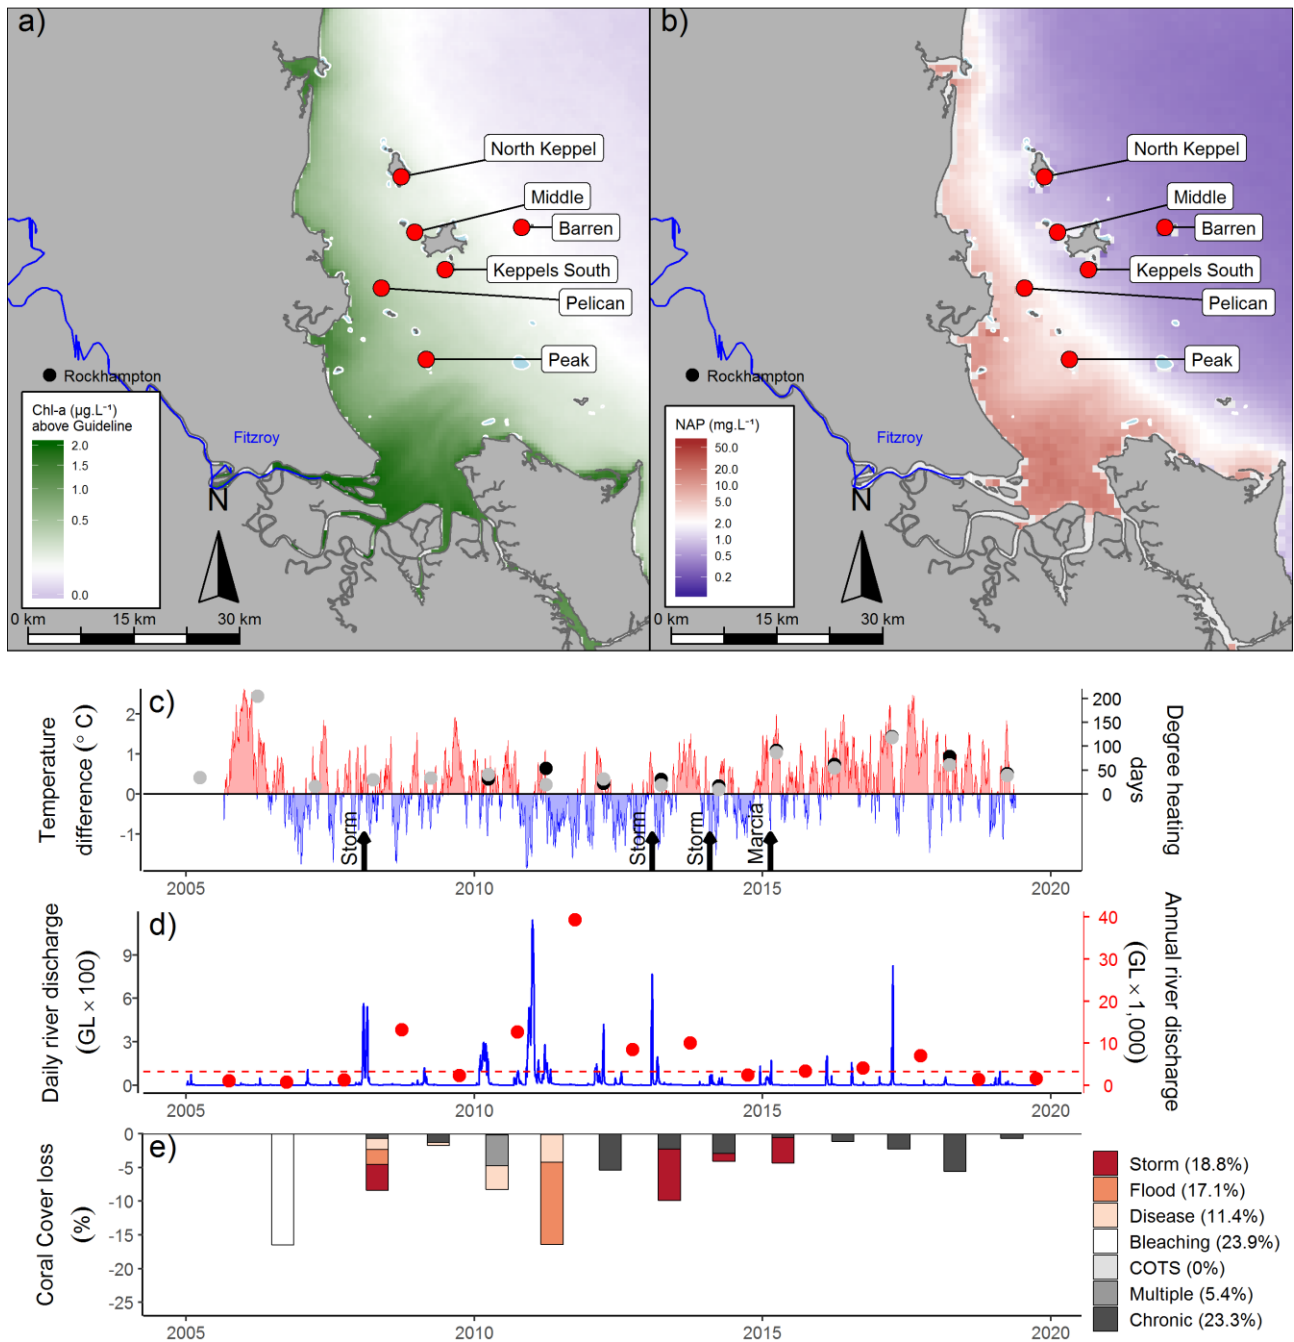 a)
North Keppel
Middle
Barren
Keppels South
Pelican
Peak
Rockhampton
Fitzroy
Chl-a (μg.L⁻¹)
above Guideline
2.0
1.5
1.0
0.5
0.0
N
0 km 15 km 30 km
b)
North Keppel
Middle
Barren
Keppels South
Pelican
Peak
Rockhampton
Fitzroy
NAP (mg.L⁻¹)
50.0
20.0
10.0
5.0
2.0
1.0
0.5
0.2
N
0 km 15 km 30 km
c)
Temperature
difference (° C)
2
1
0
-1
Storm
Storm
Storm
Marcia
200
150
100
50
0
Degree heating
days
2005 2010 2015 2020
d)
Daily river discharge
(GL × 100)
9
6
3
0
40
30
20
10
0
Annual river discharge
(GL × 1,000)
2005 2010 2015 2020
e)
Coral Cover loss
(%)
0
-5
-10
-15
-20
-25
2005 2010 2015 2020
Storm (18.8%)
Flood (17.1%)
Disease (11.4%)
Bleaching (23.9%)
COTS (0%)
Multiple (5.4%)
Chronic (23.3%)